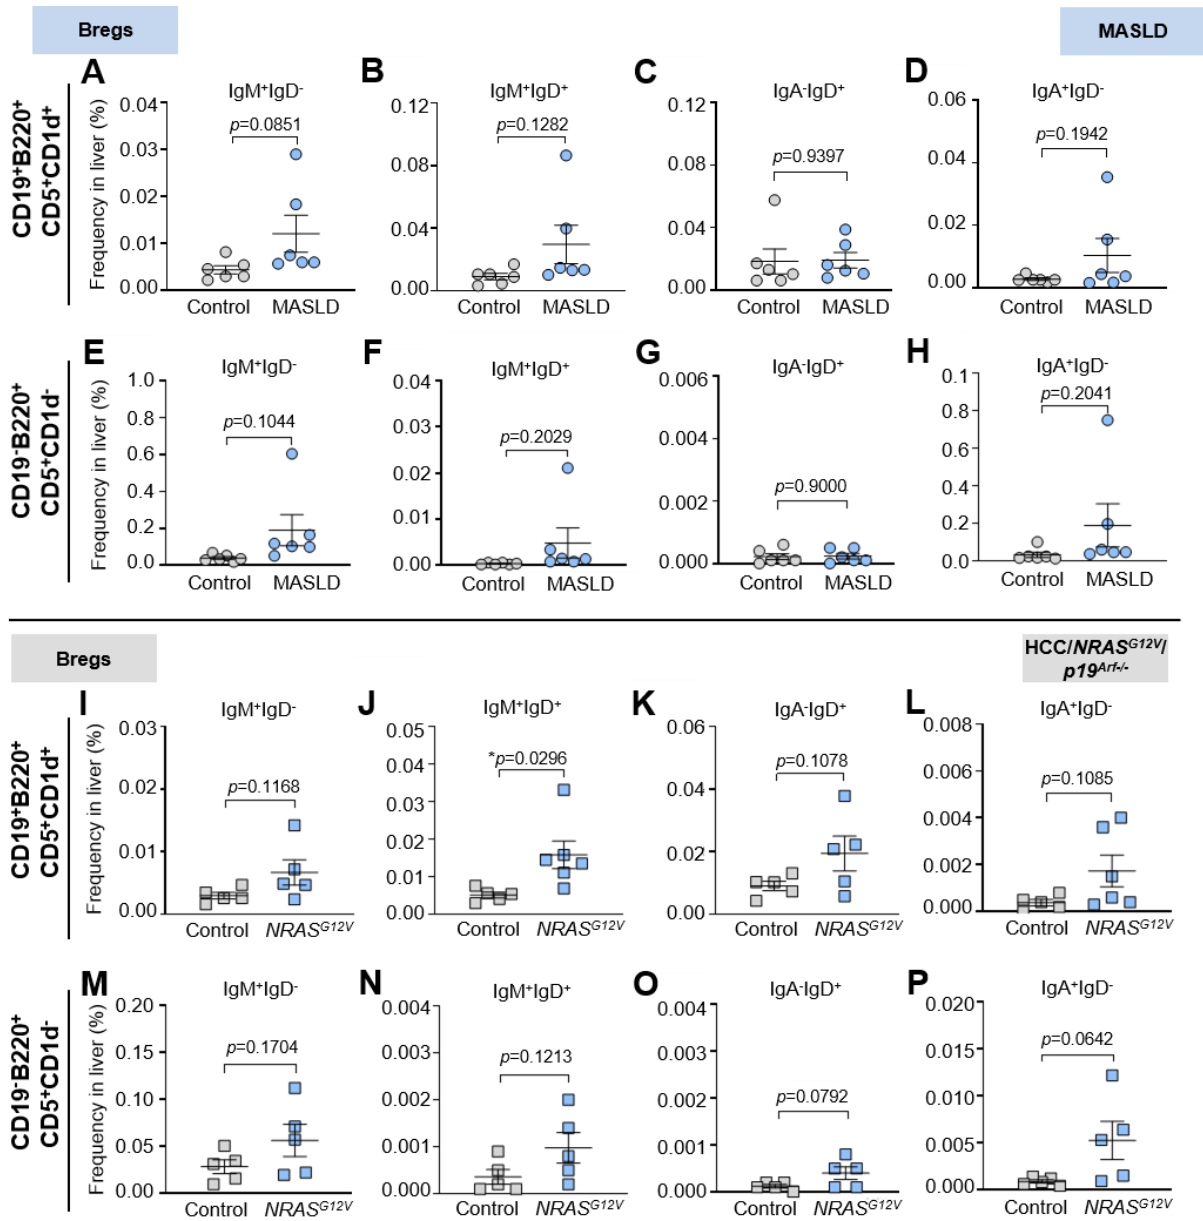 Bregs
MASLD
CD19⁺B220⁺
CD5⁺CD1d⁺
A
IgM⁺IgD⁻
Frequency in liver (%)
0.04
0.03
0.02
0.01
0.00
p=0.0851
Control
MASLD
B
IgM⁺IgD⁺
0.12
0.08
0.04
0.00
p=0.1282
Control
MASLD
C
IgA⁻IgD⁺
0.12
0.08
0.04
0.00
p=0.9397
Control
MASLD
D
IgA⁺IgD⁻
0.06
0.04
0.02
0.00
p=0.1942
Control
MASLD
CD19⁻B220⁺
CD5⁺CD1d⁻
E
IgM⁺IgD⁻
Frequency in liver (%)
1.0
0.8
0.6
0.4
0.2
0.0
p=0.1044
Control
MASLD
F
IgM⁺IgD⁺
0.04
0.03
0.02
0.01
0.00
p=0.2029
Control
MASLD
G
IgA⁻IgD⁺
0.006
0.004
0.002
0.000
p=0.9000
Control
MASLD
H
IgA⁺IgD⁻
0.1
0.8
0.6
0.4
0.2
0.0
p=0.2041
Control
MASLD
Bregs
HCC/NRASᴳ¹²ⱽ/
p19ᴬʳᶠ⁻/⁻
CD19⁺B220⁺
CD5⁺CD1d⁺
I
IgM⁺IgD⁻
Frequency in liver (%)
0.03
0.02
0.01
0.00
p=0.1168
Control
NRASᴳ¹²ⱽ
J
IgM⁺IgD⁺
0.05
0.04
0.03
0.02
0.01
0.00
*p=0.0296
Control
NRASᴳ¹²ⱽ
K
IgA⁻IgD⁺
0.06
0.04
0.02
0.00
p=0.1078
Control
NRASᴳ¹²ⱽ
L
IgA⁺IgD⁻
0.008
0.006
0.004
0.002
0.000
p=0.1085
Control
NRASᴳ¹²ⱽ
CD19⁻B220⁺
CD5⁺CD1d⁻
M
IgM⁺IgD⁻
Frequency in liver (%)
0.20
0.15
0.10
0.05
0.00
p=0.1704
Control
NRASᴳ¹²ⱽ
N
IgM⁺IgD⁺
0.004
0.003
0.002
0.001
0.000
p=0.1213
Control
NRASᴳ¹²ⱽ
O
IgA⁻IgD⁺
0.004
0.003
0.002
0.001
0.000
p=0.0792
Control
NRASᴳ¹²ⱽ
P
IgA⁺IgD⁻
0.020
0.015
0.010
0.005
0.000
p=0.0642
Control
NRASᴳ¹²ⱽ